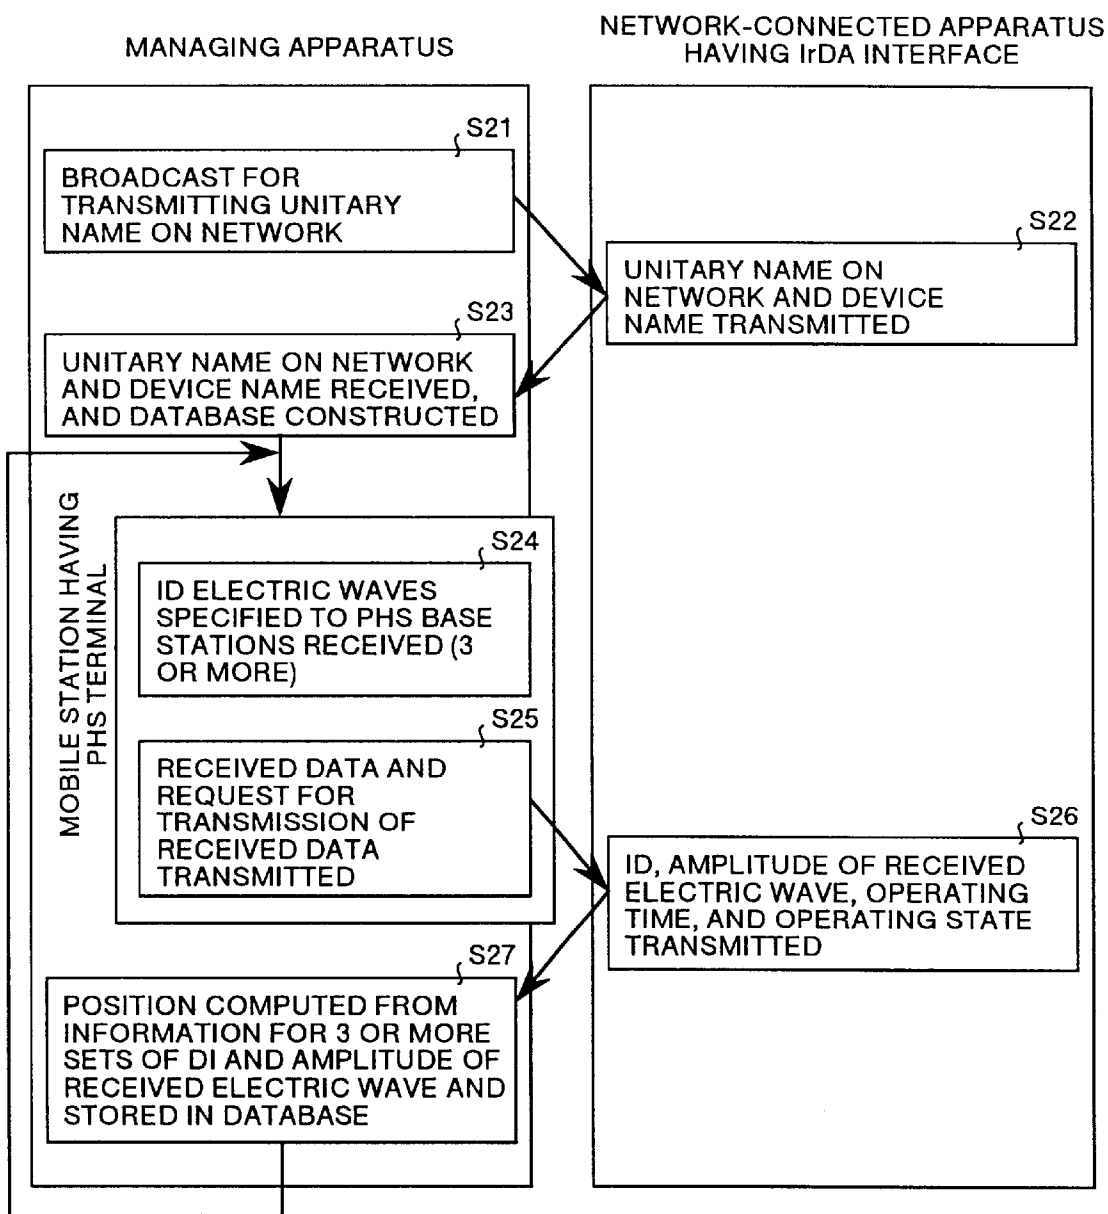 MANAGING APPARATUS
NETWORK-CONNECTED APPARATUS
HAVING IrDA INTERFACE
S21
BROADCAST FOR
TRANSMITTING UNITARY
NAME ON NETWORK
S22
UNITARY NAME ON
NETWORK AND DEVICE
NAME TRANSMITTED
S23
UNITARY NAME ON NETWORK
AND DEVICE NAME RECEIVED,
AND DATABASE CONSTRUCTED
MOBILE STATION HAVING
PHS TERMINAL
S24
ID ELECTRIC WAVES
SPECIFIED TO PHS BASE
STATIONS RECEIVED (3
OR MORE)
S25
RECEIVED DATA AND
REQUEST FOR
TRANSMISSION OF
RECEIVED DATA
TRANSMITTED
S26
ID, AMPLITUDE OF RECEIVED
ELECTRIC WAVE, OPERATING
TIME, AND OPERATING STATE
TRANSMITTED
S27
POSITION COMPUTED FROM
INFORMATION FOR 3 OR MORE
SETS OF DI AND AMPLITUDE OF
RECEIVED ELECTRIC WAVE AND
STORED IN DATABASE